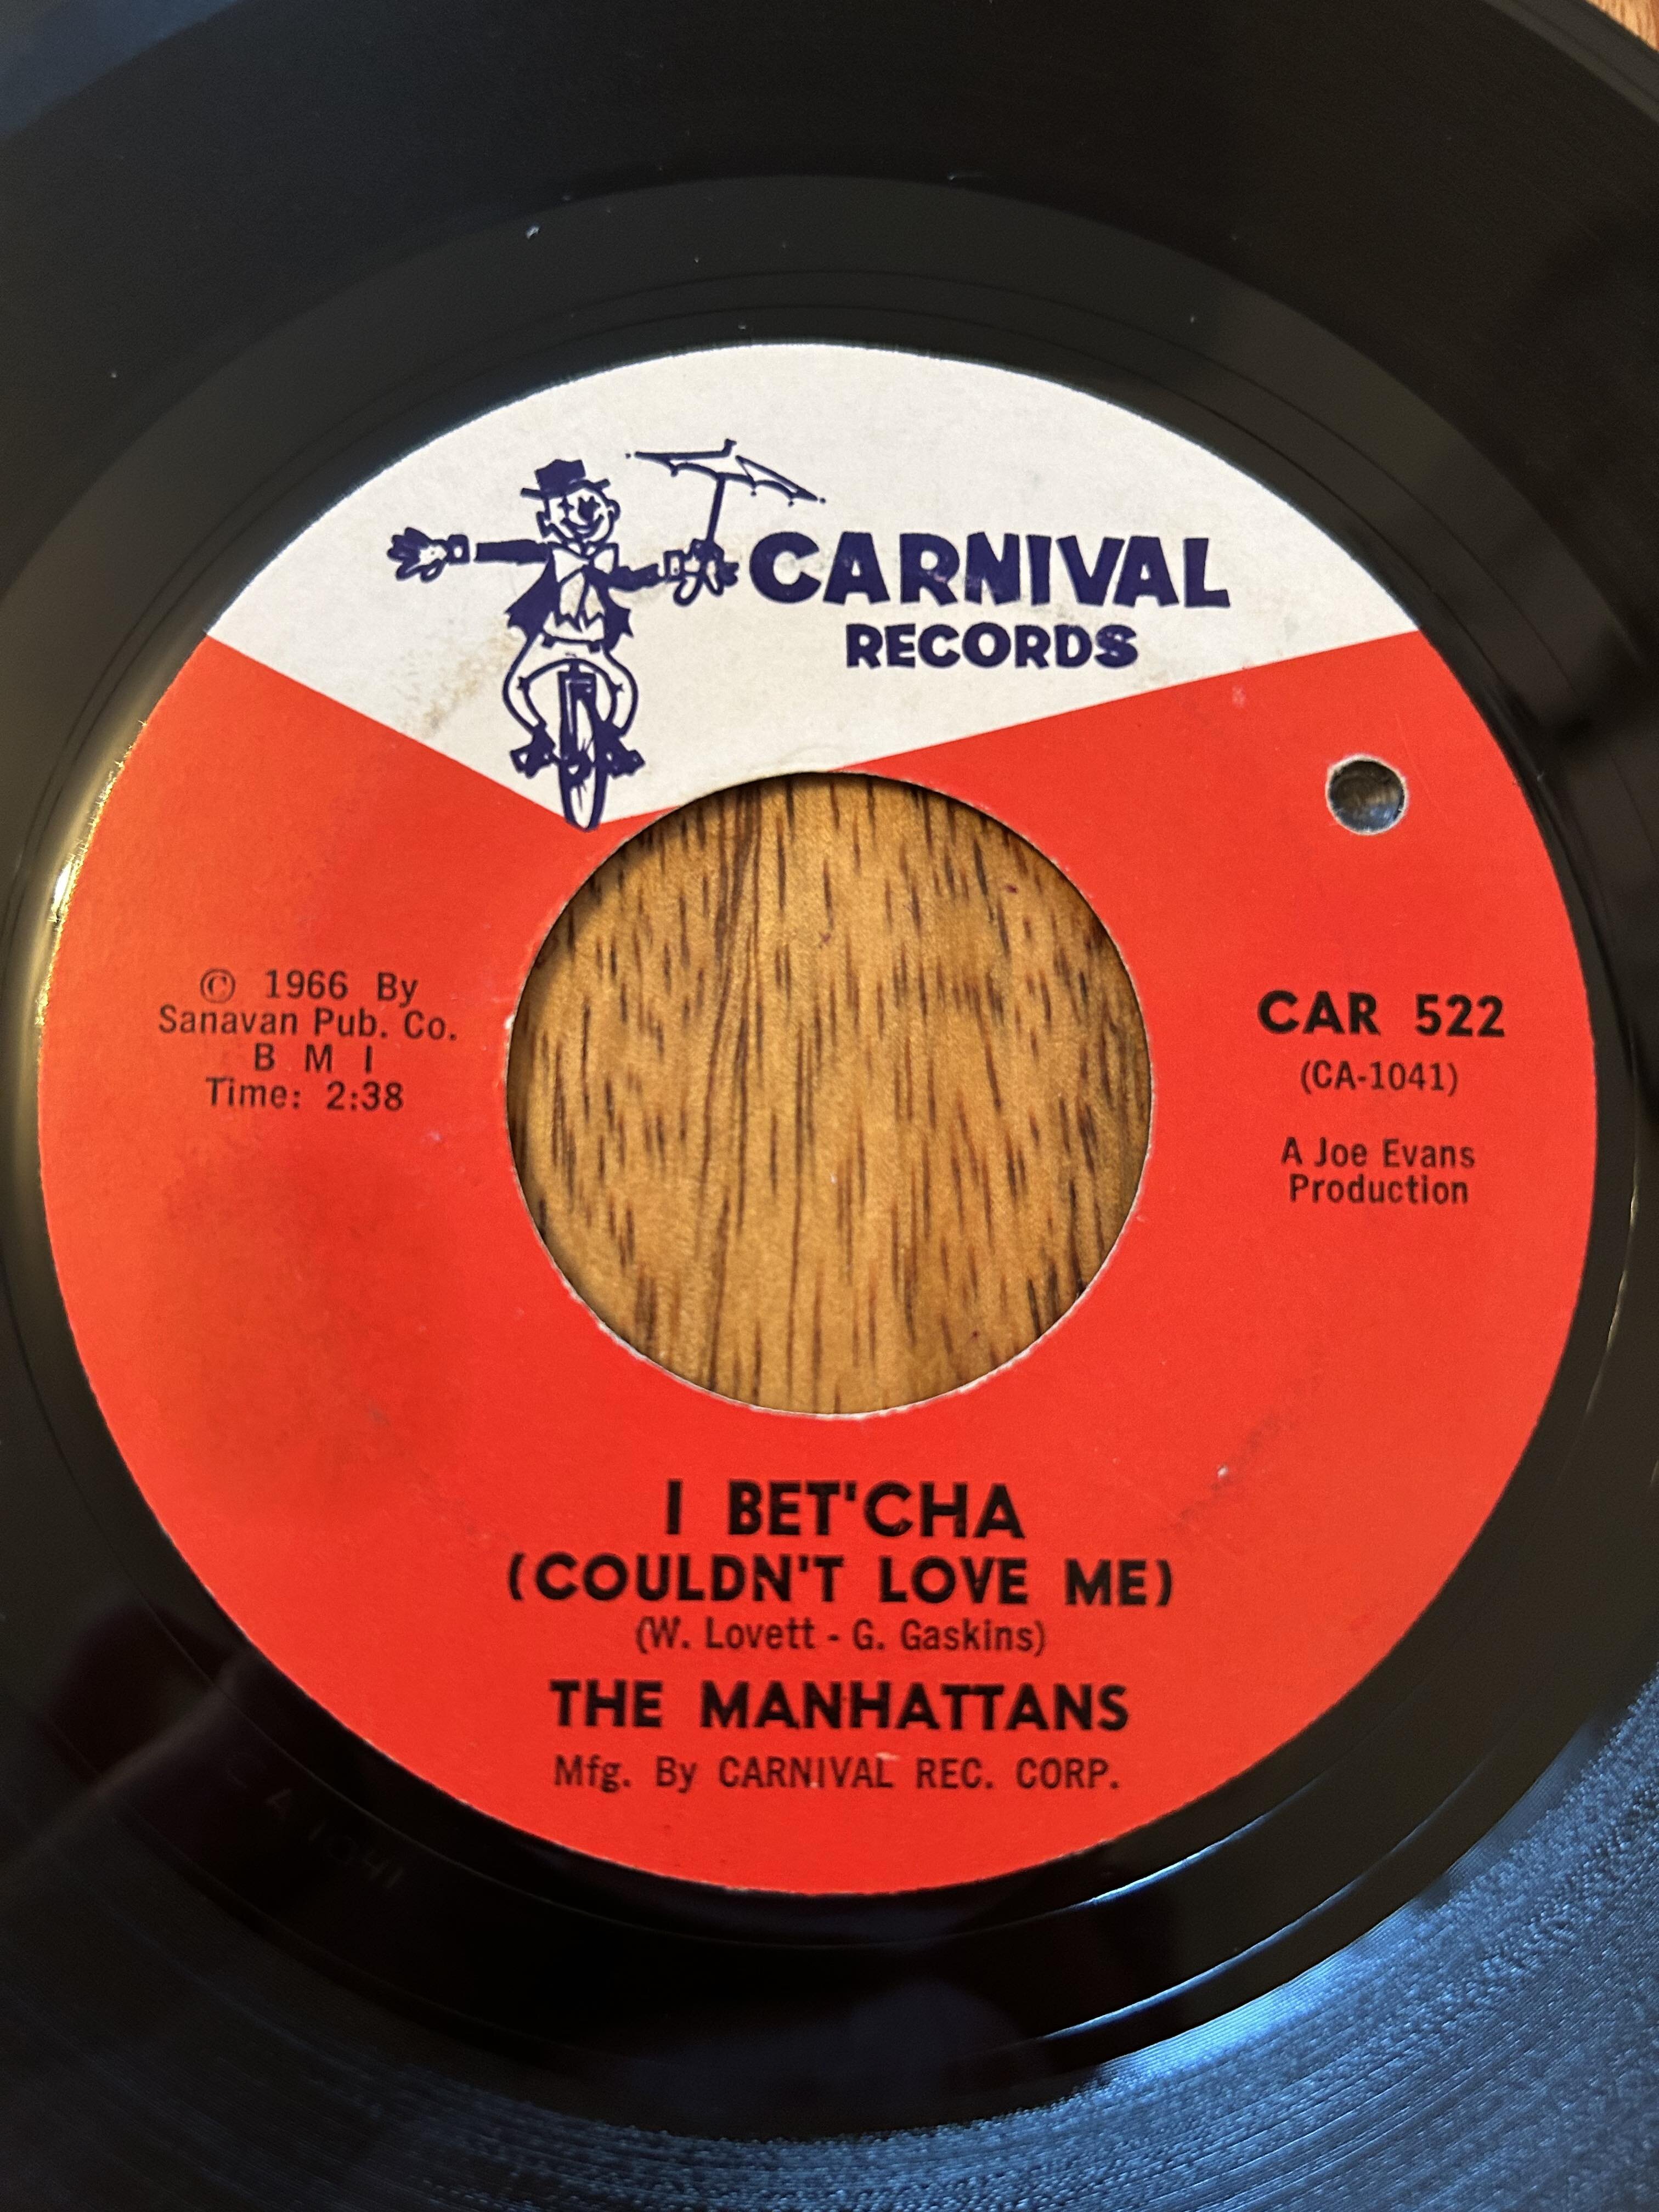 CARNIVAL
RECORDS
© 1966 By
Sanavan Pub. Co.
B M I
Time: 2:38
CAR 522
(CA-1041)
A Joe Evans
Production
I BET'CHA
(COULDN'T LOVE ME)
(W. Lovett - G. Gaskins)
THE MANHATTANS
Mfg. By CARNIVAL REC. CORP.
A 1041